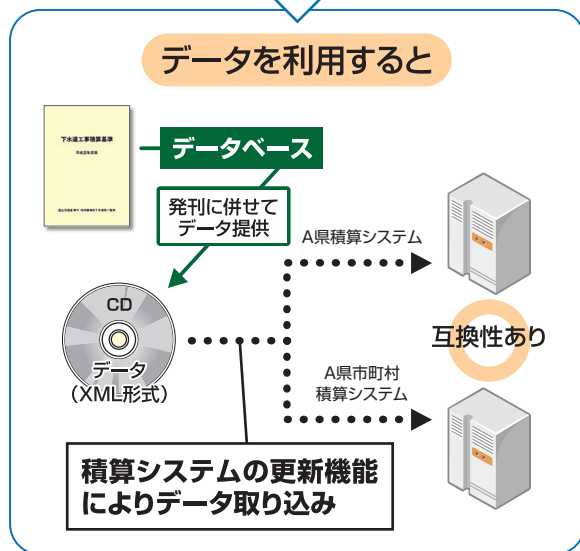 データを利用すると
下水道工事積算基準
データベース
発刊に併せて
データ提供
A県積算システム
CD
データ
(XML形式)
互換性あり
A県市町村
積算システム
積算システムの更新機能
によりデータ取り込み